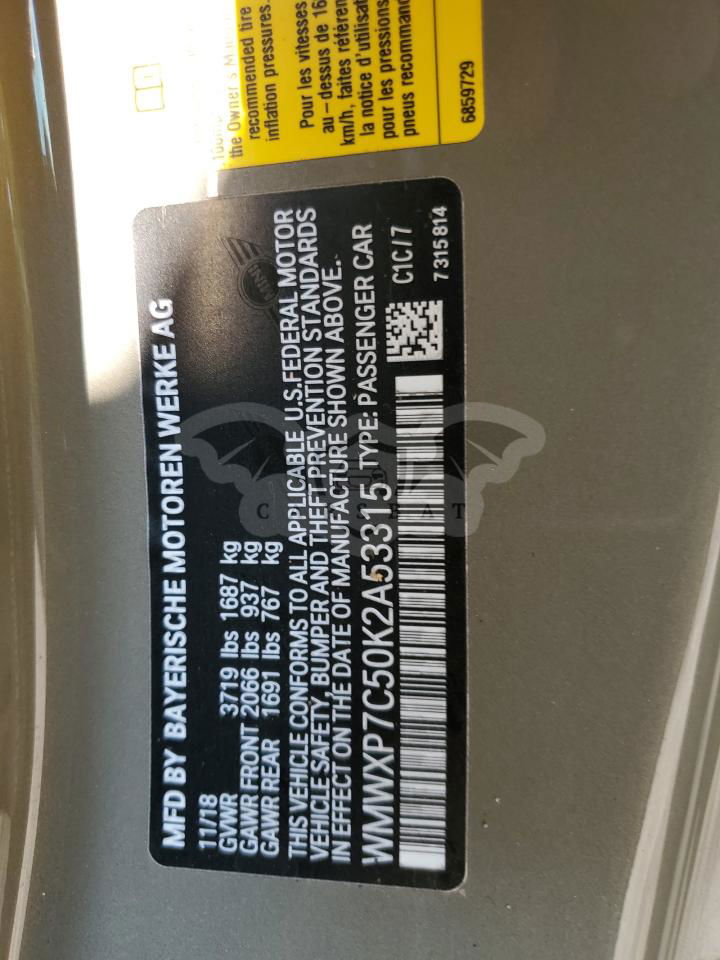 recommended tire
inflation pressures.
Pour les vitesses
au-dessus de 16
km/h, faites référen
la notice d'utilisat
pour les pressions
pneus recommand
6859729
MFD BY BAYERISCHE MOTOREN WERKE AG
11/18
GVWR 3719 lbs 1687 kg
GAWR FRONT 2066 lbs 937 kg
GAWR REAR 1691 lbs 767 kg
MINI
THIS VEHICLE CONFORMS TO ALL APPLICABLE U.S.FEDERAL MOTOR
VEHICLE SAFETY, BUMPER AND THEFT PREVENTION STANDARDS
IN EFFECT ON THE DATE OF MANUFACTURE SHOWN ABOVE.
WMWXP7C50K2A53315 TYPE: PASSENGER CAR
C1C/7
7 315 814